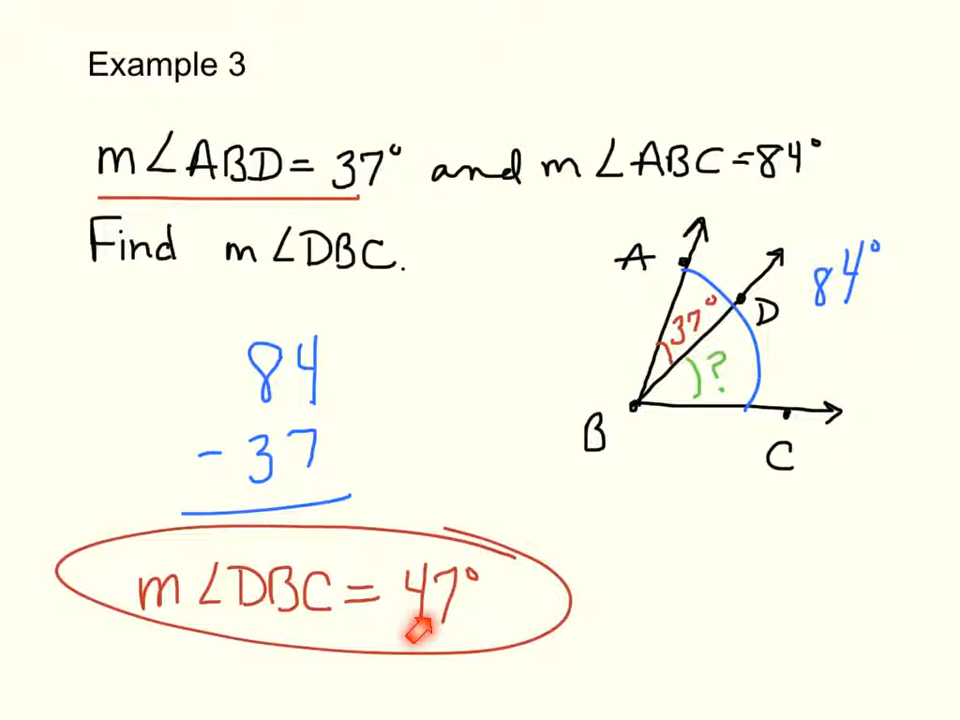 Example 3
m∠ABD = 37° and m∠ABC = 84°
Find m∠DBC.
A
84°
37°
D
?
B
C
84
- 37
m∠DBC = 47°